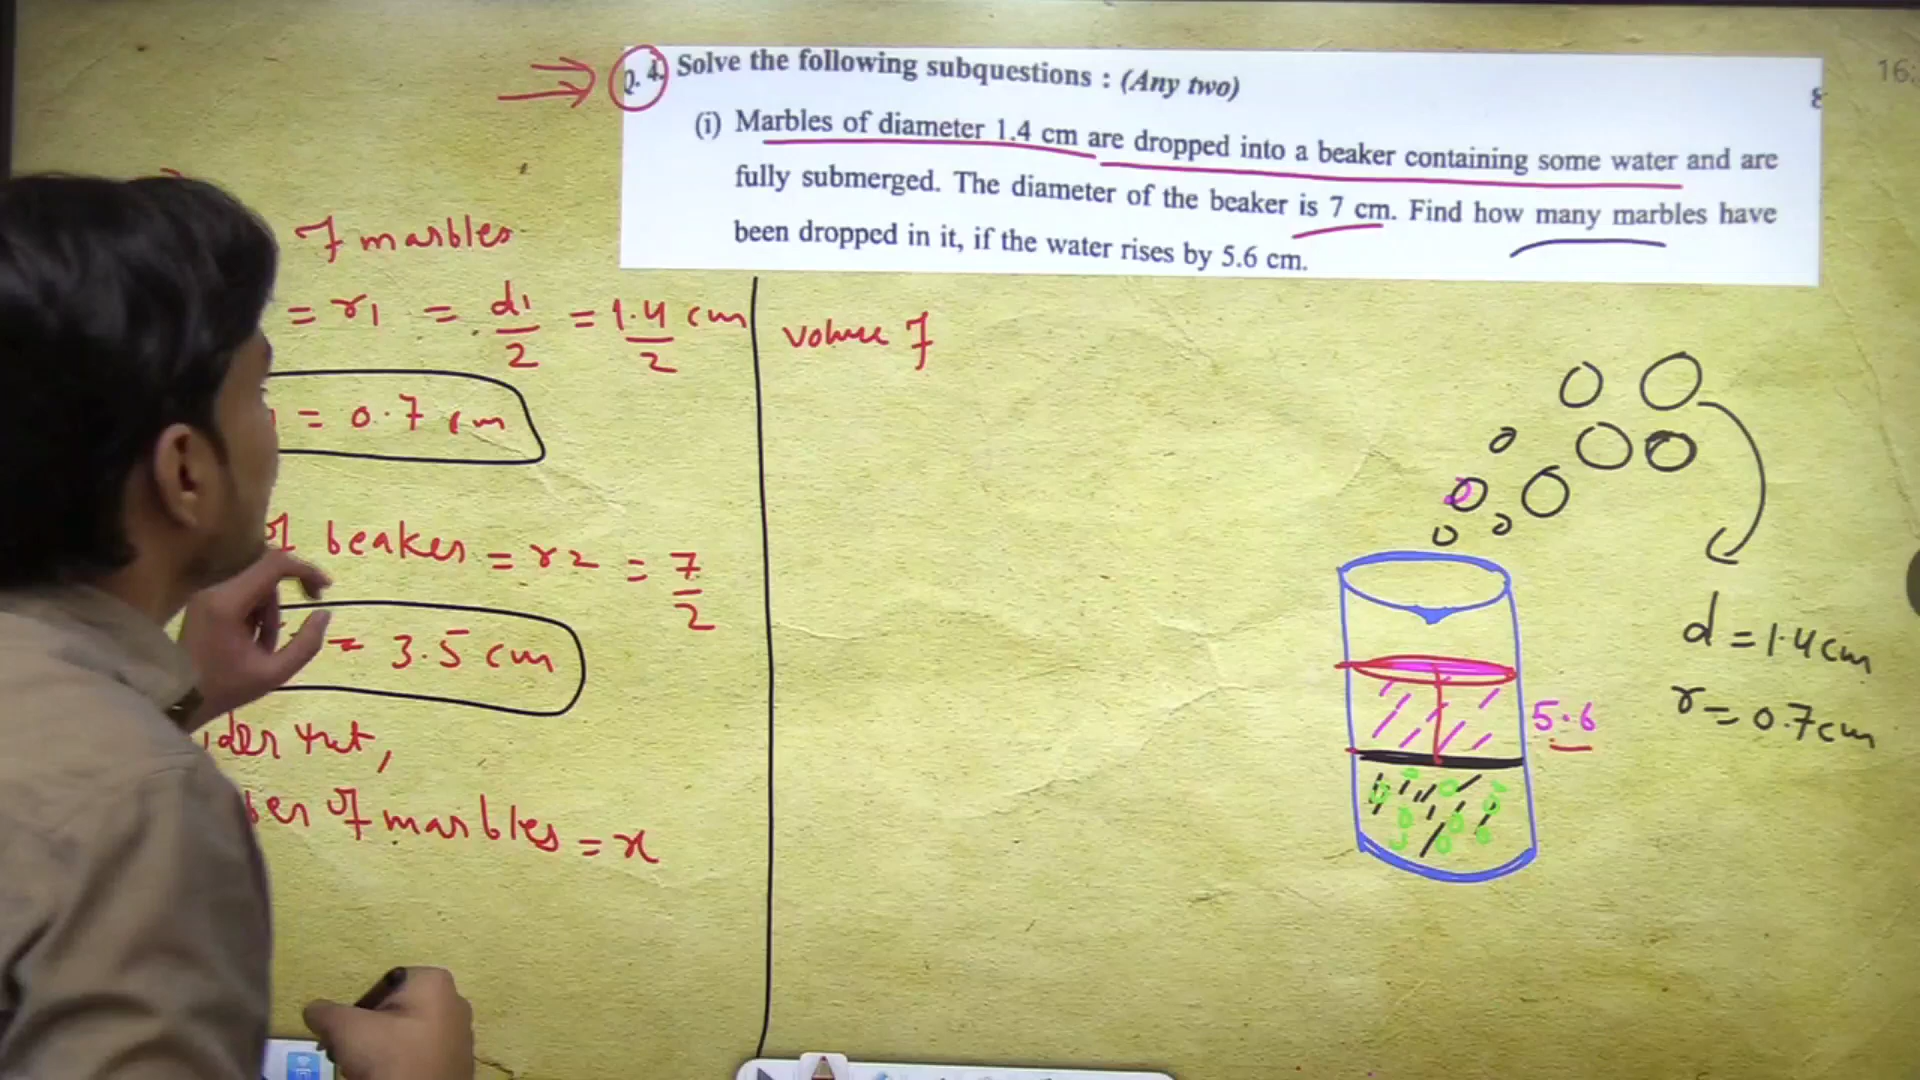 Q. 4. Solve the following subquestions : (Any two)
8
16:
(i) Marbles of diameter 1.4 cm are dropped into a beaker containing some water and are
fully submerged. The diameter of the beaker is 7 cm. Find how many marbles have
been dropped in it, if the water rises by 5.6 cm.
of marbles
= r1 = d1/2 = 1.4 cm/2
= 0.7 cm
of beaker = r2 = 7/2
= 3.5 cm
of marbles = x
volume of
d = 1.4 cm
r = 0.7 cm
5.6